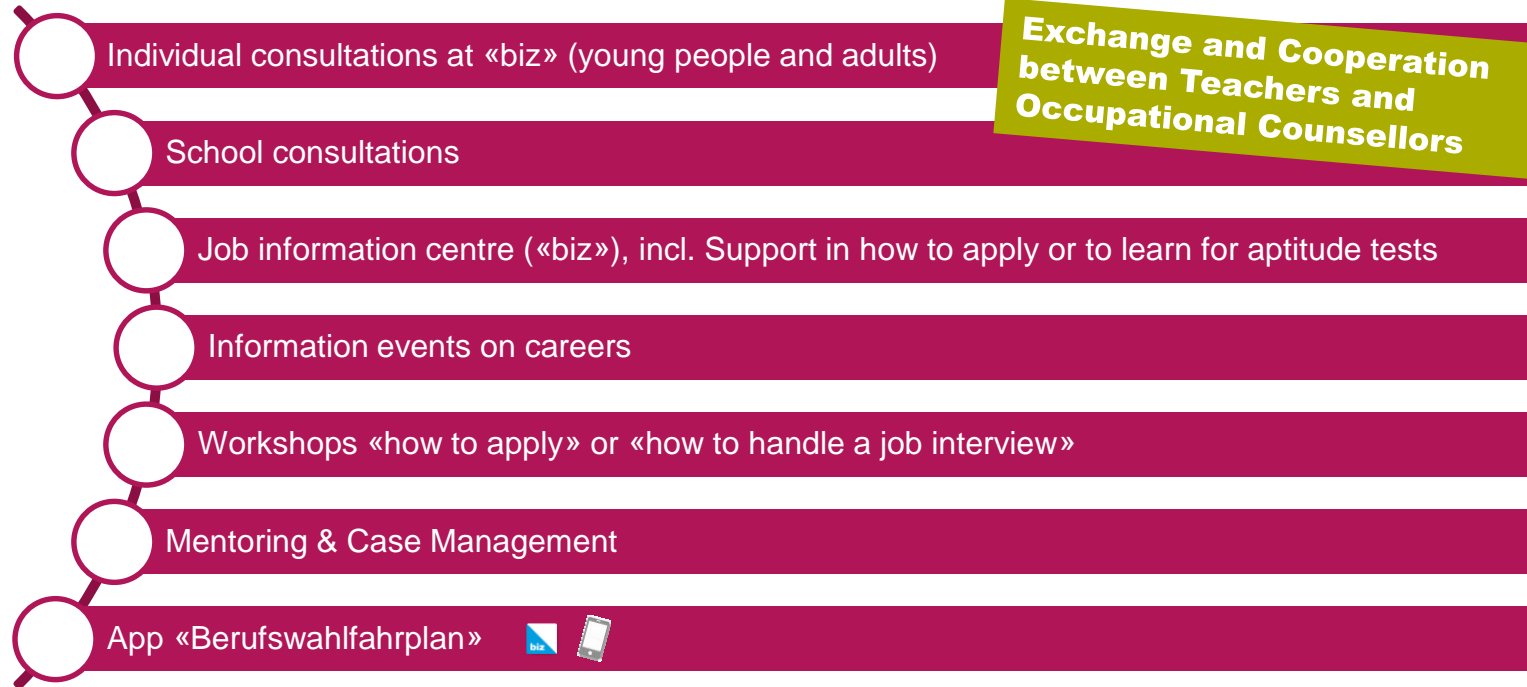 Individual consultations at «biz» (young people and adults)
Exchange and Cooperation
between Teachers and
Occupational Counsellors
School consultations
Job information centre («biz»), incl. Support in how to apply or to learn for aptitude tests
Information events on careers
Workshops «how to apply» or «how to handle a job interview»
Mentoring & Case Management
App «Berufswahlfahrplan»
biz